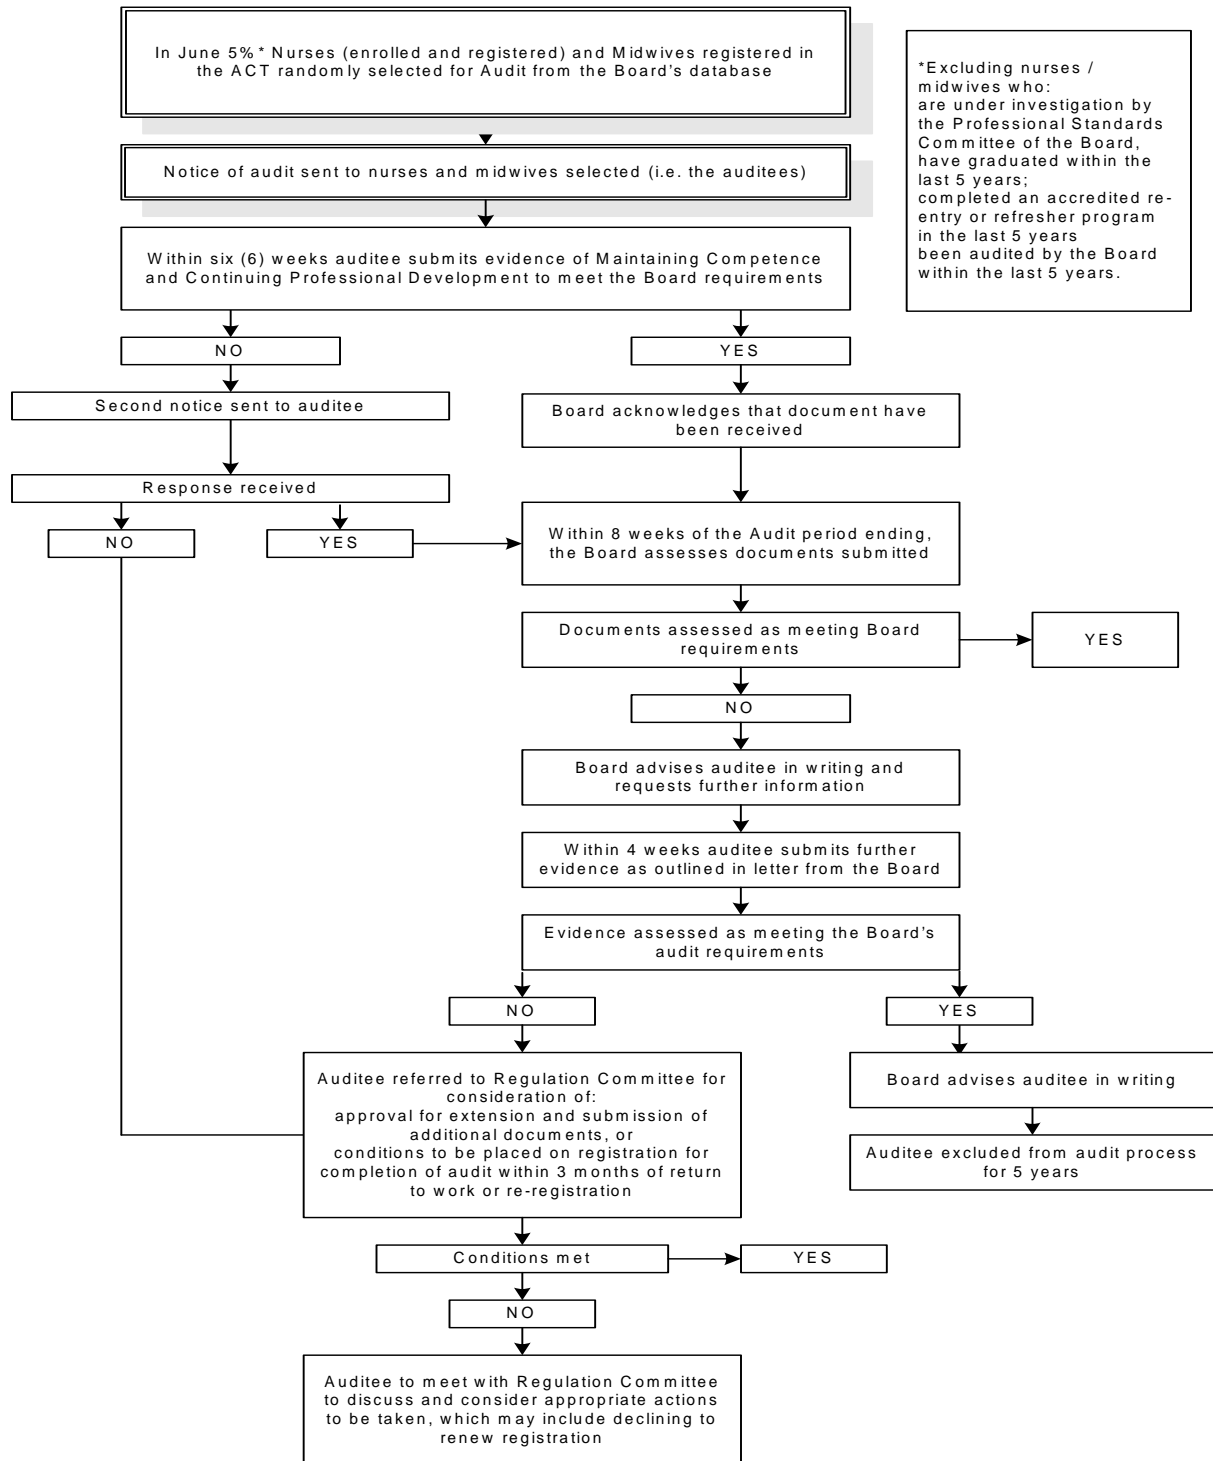 In June 5%* Nurses (enrolled and registered) and Midwives registered in
the ACT randomly selected for Audit from the Board's database
*Excluding nurses /
midwives who:
are under investigation by
the Professional Standards
Committee of the Board,
have graduated within the
last 5 years;
completed an accredited re-
entry or refresher program
in the last 5 years
been audited by the Board
within the last 5 years.
Notice of audit sent to nurses and midwives selected (i.e. the auditees)
Within six (6) weeks auditee submits evidence of Maintaining Competence
and Continuing Professional Development to meet the Board requirements
NO
YES
Second notice sent to auditee
Board acknowledges that document have
been received
Response received
NO
YES
Within 8 weeks of the Audit period ending,
the Board assesses documents submitted
Documents assessed as meeting Board
requirements
YES
NO
Board advises auditee in writing and
requests further information
Within 4 weeks auditee submits further
evidence as outlined in letter from the Board
Evidence assessed as meeting the Board's
audit requirements
NO
YES
Auditee referred to Regulation Committee for
consideration of:
approval for extension and submission of
additional documents, or
conditions to be placed on registration for
completion of audit within 3 months of return
to work or re-registration
Board advises auditee in writing
Auditee excluded from audit process
for 5 years
Conditions met
YES
NO
Auditee to meet with Regulation Committee
to discuss and consider appropriate actions
to be taken, which may include declining to
renew registration